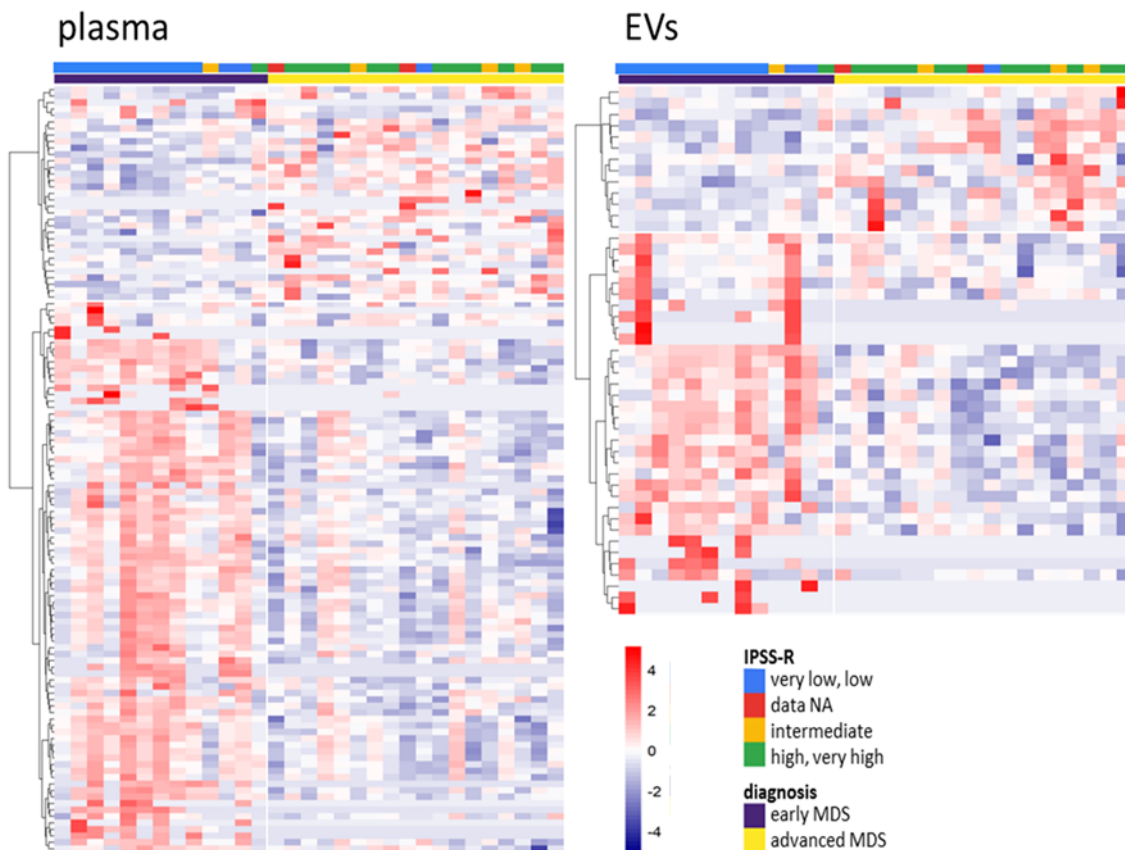 plasma
EVs
4
2
0
-2
-4
IPSS-R
very low, low
data NA
intermediate
high, very high
diagnosis
early MDS
advanced MDS